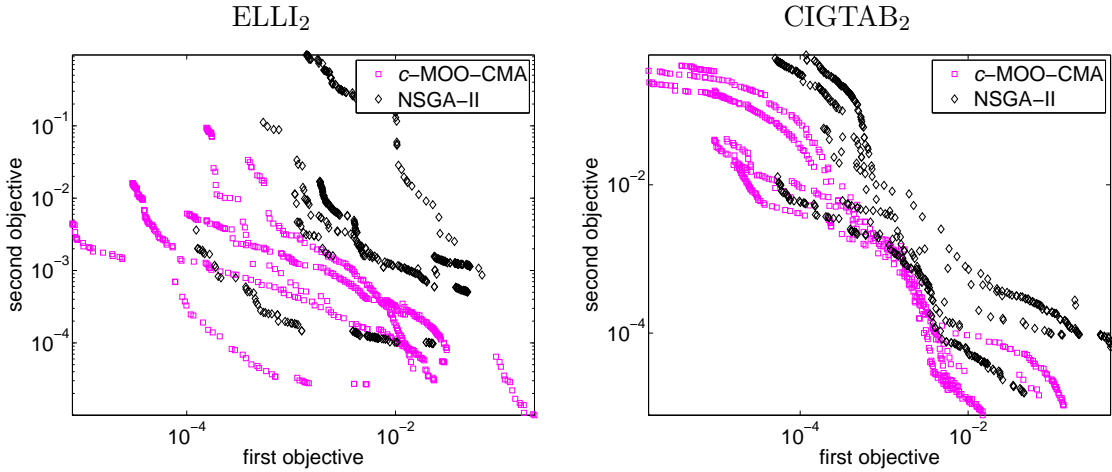 ELLI₂
c−MOO−CMA
NSGA−II
10⁻¹
10⁻²
10⁻³
10⁻⁴
second objective
10⁻⁴
10⁻²
first objective
CIGTAB₂
c−MOO−CMA
NSGA−II
10⁻²
10⁻⁴
second objective
10⁻⁴
10⁻²
first objective